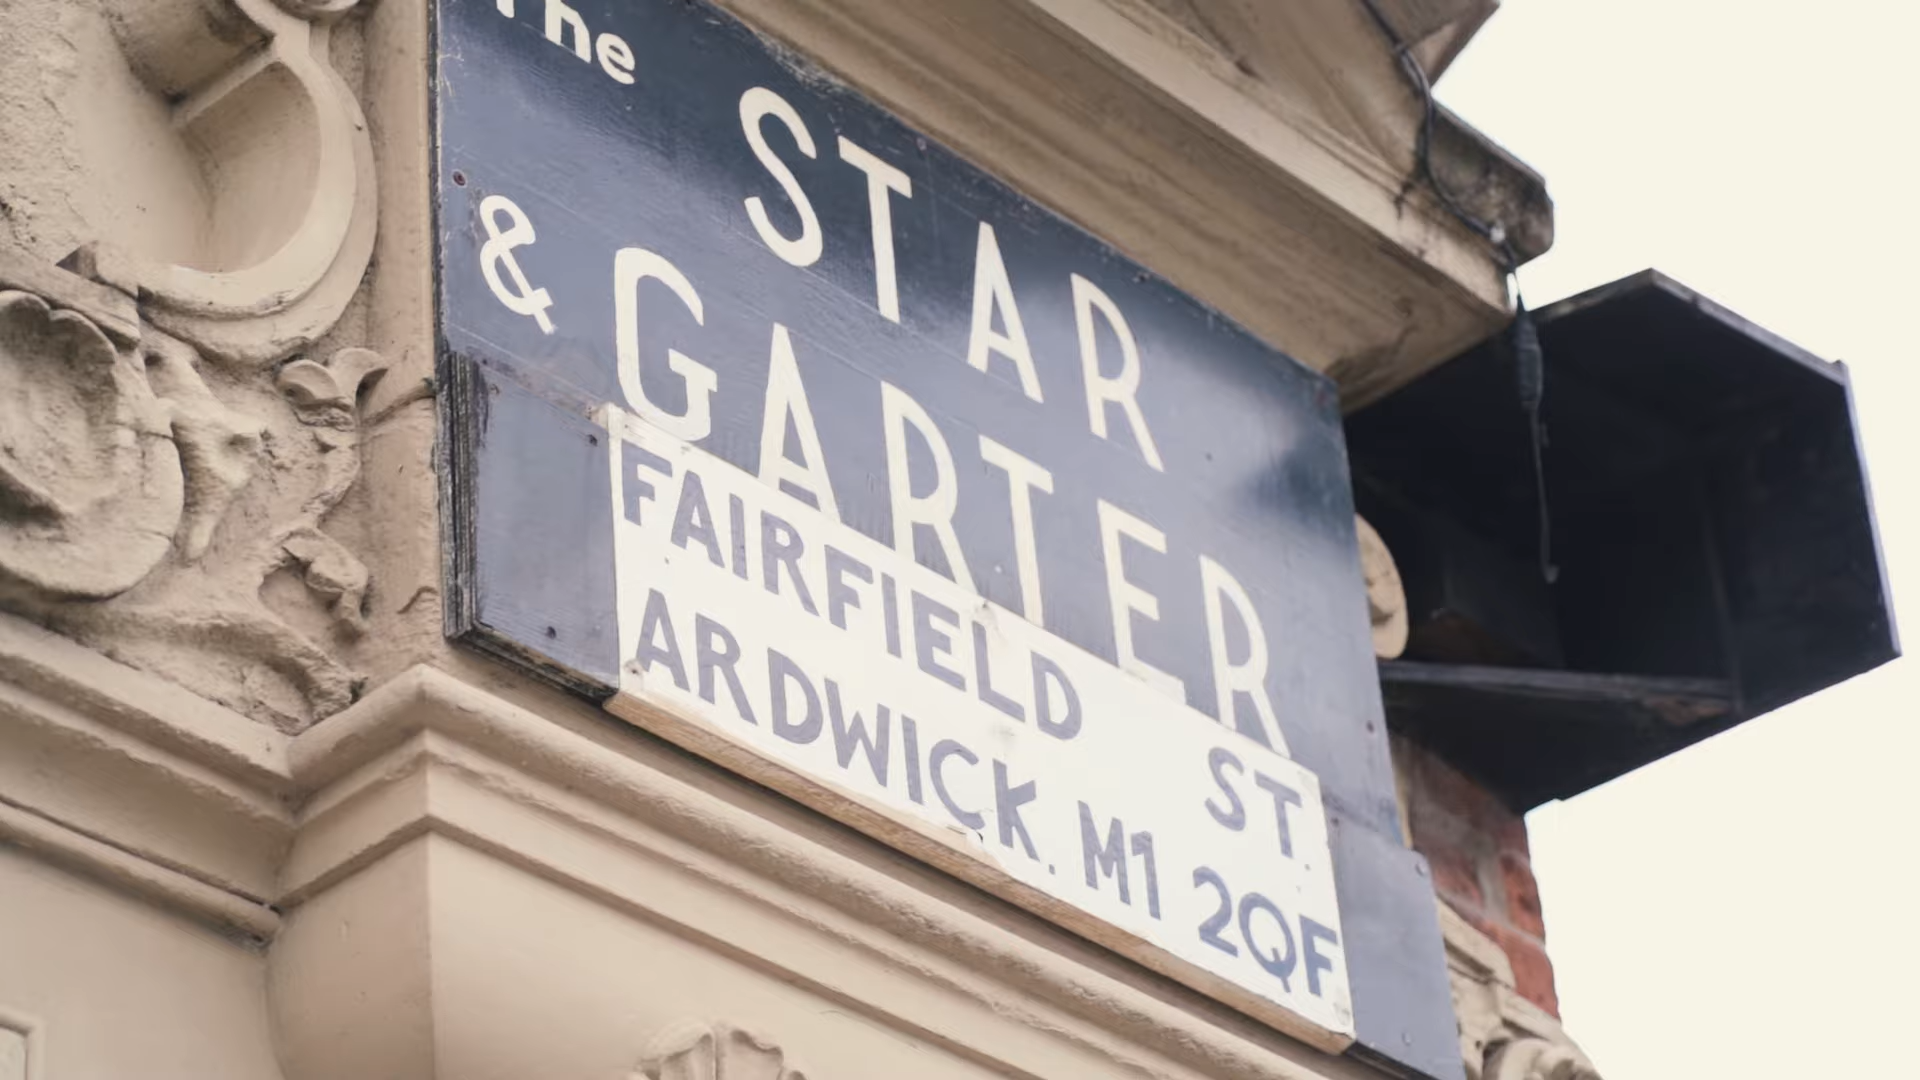 The
STAR
& GARTER
FAIRFIELD ST.
ARDWICK. M1 2QF